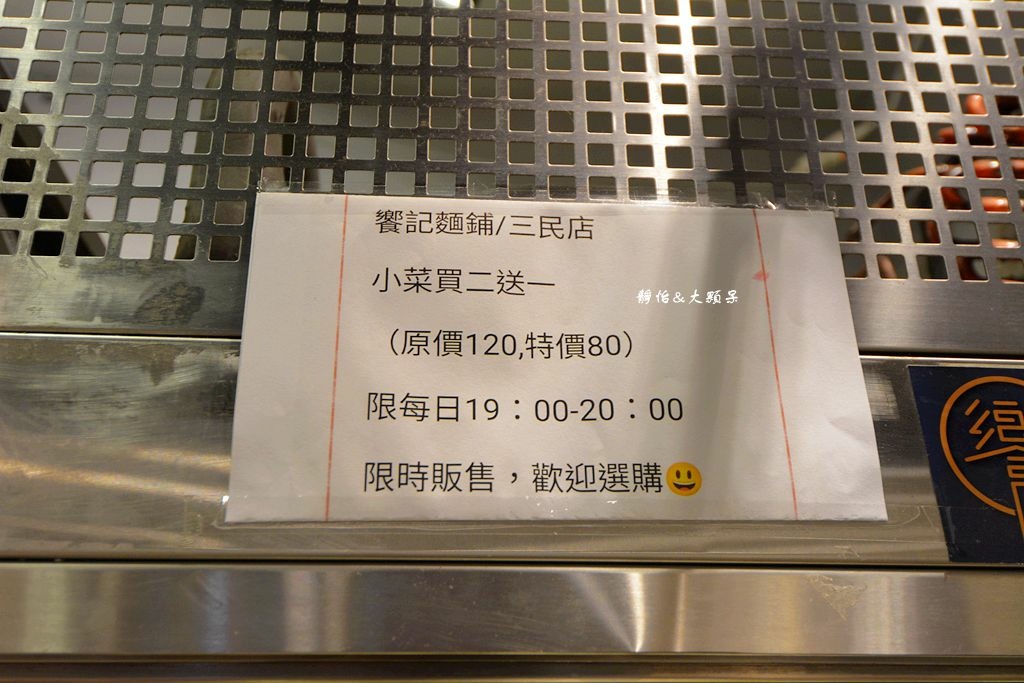 饗記麵鋪/三民店
小菜買二送一
靜怡&大顆呆
（原價120,特價80）
限每日19：00-20：00
限時販售，歡迎選購😃